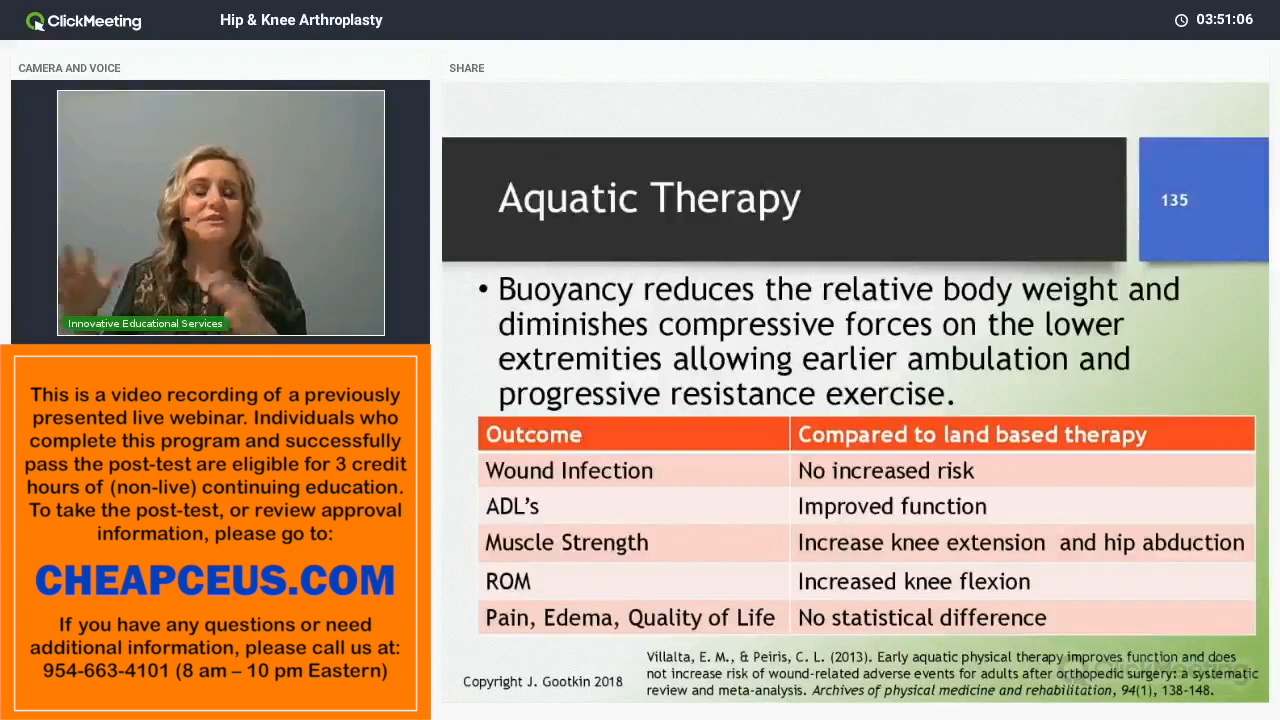 ClickMeeting
Hip & Knee Arthroplasty
03:51:06
CAMERA AND VOICE
SHARE
Innovative Educational Services
This is a video recording of a previously
presented live webinar. Individuals who
complete this program and successfully
pass the post-test are eligible for 3 credit
hours of (non-live) continuing education.
To take the post-test, or review approval
information, please go to:
CHEAPCEUS.COM
If you have any questions or need
additional information, please call us at:
954-663-4101 (8 am – 10 pm Eastern)
Aquatic Therapy
135
• Buoyancy reduces the relative body weight and
diminishes compressive forces on the lower
extremities allowing earlier ambulation and
progressive resistance exercise.
Outcome Compared to land based therapy
Wound Infection No increased risk
ADL's Improved function
Muscle Strength Increase knee extension and hip abduction
ROM Increased knee flexion
Pain, Edema, Quality of Life No statistical difference
Villalta, E. M., & Peiris, C. L. (2013). Early aquatic physical therapy improves function and does
not increase risk of wound-related adverse events for adults after orthopedic surgery: a systematic
review and meta-analysis. Archives of physical medicine and rehabilitation, 94(1), 138-148.
Copyright J. Gootkin 2018
ClickMeeting